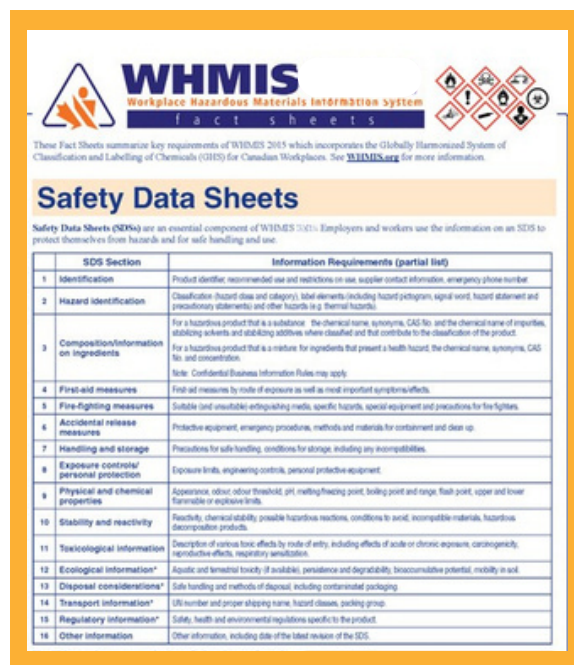 WHMIS
Workplace Hazardous Materials Information System
fact sheets
These Fact Sheets summarize key requirements of WHMIS 2015 which incorporates the Globally Harmonized System of
Classification and Labelling of Chemicals (GHS) for Canadian Workplaces. See WHMIS.org for more information.
Safety Data Sheets
Safety Data Sheets (SDSs) are an essential component of WHMIS 2015. Employers and workers use the information on an SDS to
protect themselves from hazards and for safe handling and use.
SDS Section Information Requirements (partial list)
1 Identification Product identifier, recommended use and restrictions on use, supplier contact information, emergency phone number.
2 Hazard identification Classification (hazard class and category), label elements (including hazard pictogram, signal word, hazard statement and
precautionary statements) and other hazards (e.g. thermal hazards).
3 Composition/Information
on ingredients
For a hazardous product that is a substance: the chemical name, synonyms, CAS No. and the chemical name of impurities,
stabilizing solvents and stabilizing additives where classified and that contribute to the classification of the product.
For a hazardous product that is a mixture: for ingredients that present a health hazard, the chemical name, synonyms, CAS
No. and concentration.
Note: Confidential Business Information Rules may apply.
4 First-aid measures First-aid measures by route of exposure as well as most important symptoms/effects.
5 Fire-fighting measures Suitable (and unsuitable) extinguishing media, specific hazards, special equipment and precautions for fire fighters.
6 Accidental release
measures
Protective equipment, emergency procedures, methods and materials for containment and clean up.
7 Handling and storage Precautions for safe handling, conditions for storage, including any incompatibilities.
8 Exposure controls/
personal protection
Exposure limits, engineering controls, personal protective equipment.
9 Physical and chemical
properties
Appearance, odour, odour threshold, pH, melting/freezing point, boiling point and range, flash point, upper and lower
flammable or explosive limits.
10 Stability and reactivity Reactivity, chemical stability, possible hazardous reactions, conditions to avoid, incompatible materials, hazardous
decomposition products.
11 Toxicological information Description of various toxic effects by route of entry, including effects of acute or chronic exposure, carcinogenicity,
reproductive effects, respiratory sensitization.
12 Ecological information* Aquatic and terrestrial toxicity (if available), persistence and degradability, bioaccumulative potential, mobility in soil.
13 Disposal considerations* Safe handling and methods of disposal, including contaminated packaging.
14 Transport information* UN number and proper shipping name, hazard classes, packing group.
15 Regulatory information* Safety, health and environmental regulations specific to the product.
16 Other information Other information, including date of the latest revision of the SDS.